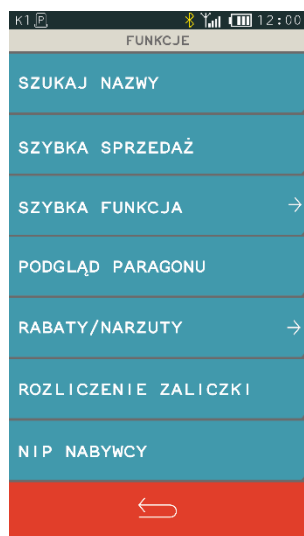 K1 P 12:00
FUNKCJE
SZUKAJ NAZWY
SZYBKA SPRZEDAŻ
SZYBKA FUNKCJA
PODGLĄD PARAGONU
RABATY/NARZUTY
ROZLICZENIE ZALICZKI
NIP NABYWCY